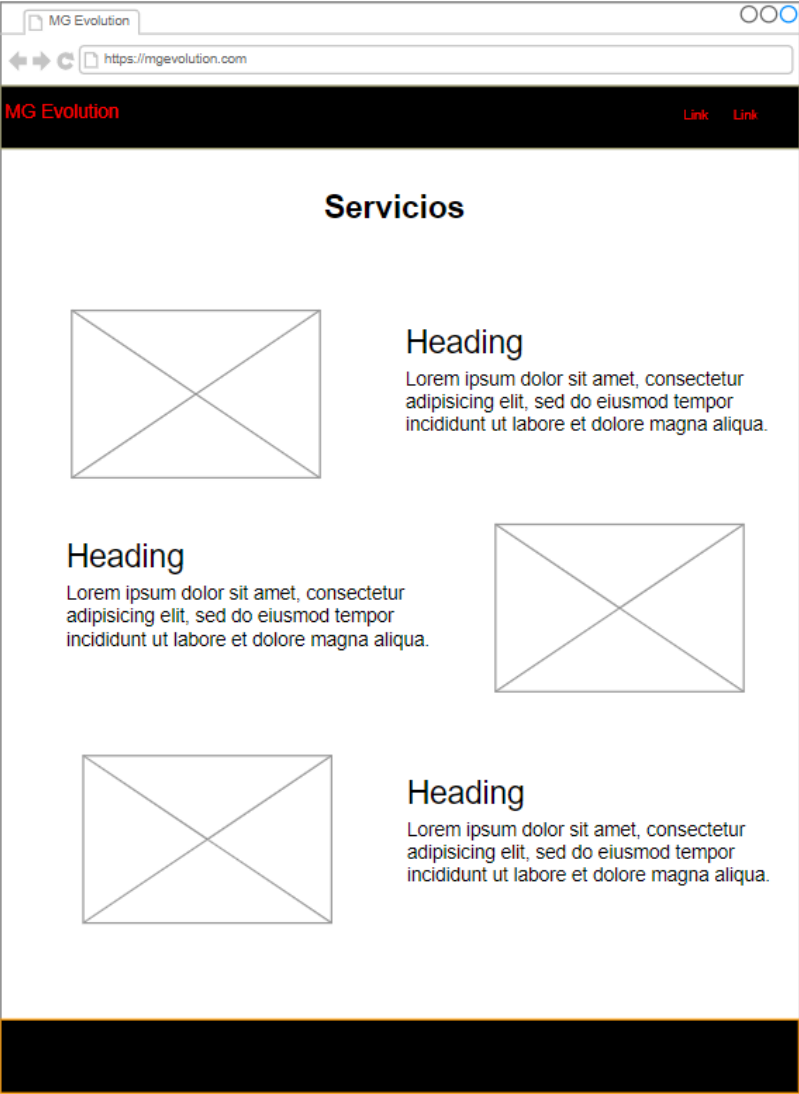 MG Evolution
https://mgevolution.com
MG Evolution
Link Link
Servicios
Heading
Lorem ipsum dolor sit amet, consectetur
adipisicing elit, sed do eiusmod tempor
incididunt ut labore et dolore magna aliqua.
Heading
Lorem ipsum dolor sit amet, consectetur
adipisicing elit, sed do eiusmod tempor
incididunt ut labore et dolore magna aliqua.
Heading
Lorem ipsum dolor sit amet, consectetur
adipisicing elit, sed do eiusmod tempor
incididunt ut labore et dolore magna aliqua.